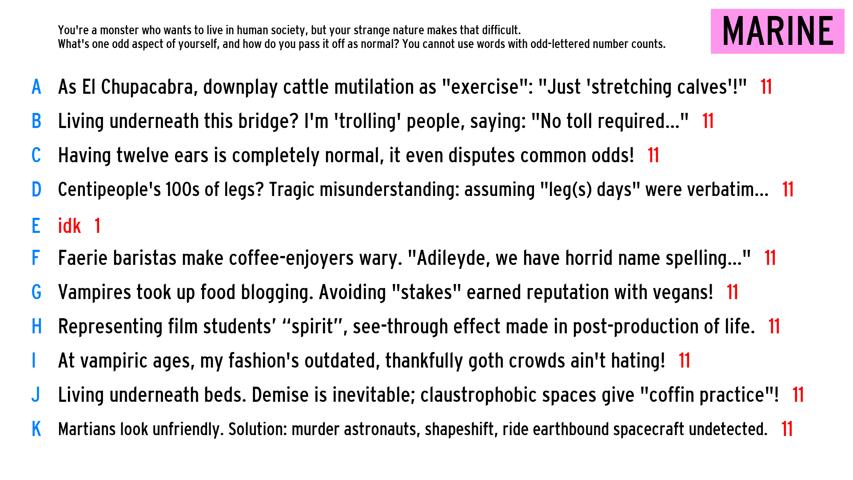 You're a monster who wants to live in human society, but your strange nature makes that difficult.
What's one odd aspect of yourself, and how do you pass it off as normal? You cannot use words with odd-lettered number counts.
MARINE
A As El Chupacabra, downplay cattle mutilation as "exercise": "Just 'stretching calves'!" 11
B Living underneath this bridge? I'm 'trolling' people, saying: "No toll required..." 11
C Having twelve ears is completely normal, it even disputes common odds! 11
D Centipeople's 100s of legs? Tragic misunderstanding: assuming "leg(s) days" were verbatim... 11
E idk 1
F Faerie baristas make coffee-enjoyers wary. "Adileyde, we have horrid name spelling..." 11
G Vampires took up food blogging. Avoiding "stakes" earned reputation with vegans! 11
H Representing film students’ “spirit”, see-through effect made in post-production of life. 11
I At vampiric ages, my fashion's outdated, thankfully goth crowds ain't hating! 11
J Living underneath beds. Demise is inevitable; claustrophobic spaces give "coffin practice"! 11
K Martians look unfriendly. Solution: murder astronauts, shapeshift, ride earthbound spacecraft undetected. 11